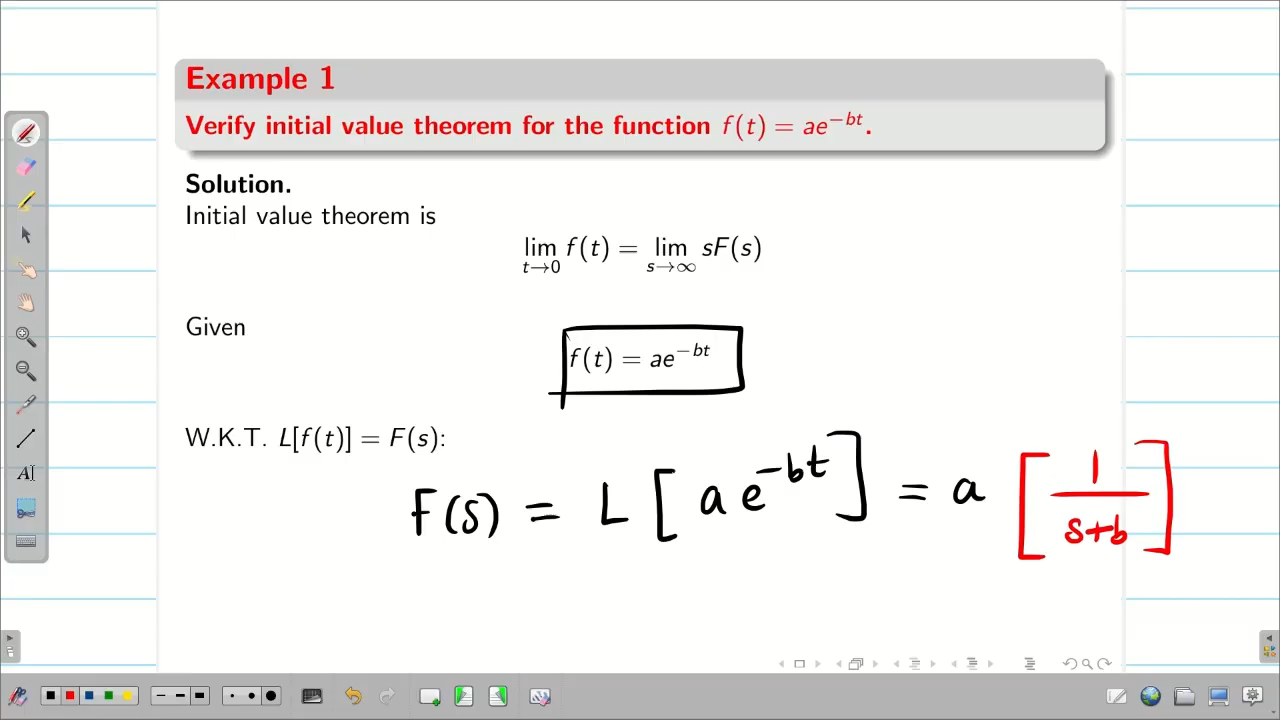 Example 1
Verify initial value theorem for the function f(t) = ae^{−bt}.
Solution.
Initial value theorem is
lim_{t→0} f(t) = lim_{s→∞} sF(s)
Given
f(t) = ae^{−bt}
W.K.T. L[f(t)] = F(s):
F(s) = L [ a e^{−bt} ] = a [ 1/(s+b) ]